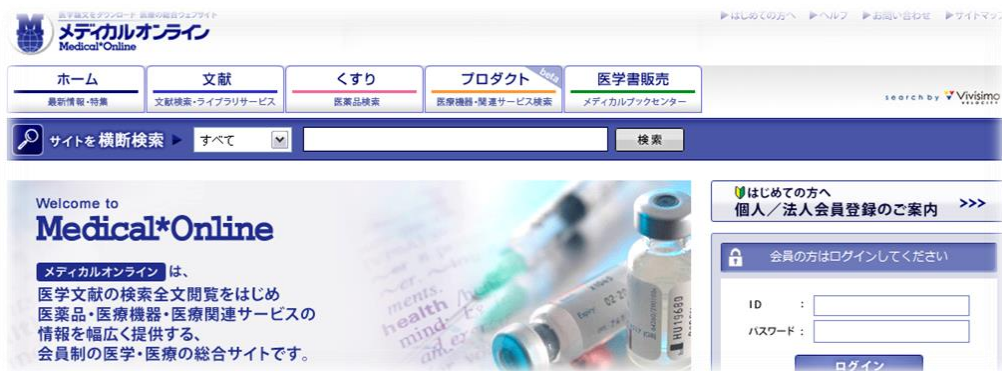 医学論文をダウンロード 医療の総合ウェブサイト
メディカルオンライン
Medical*Online
▶はじめての方へ ▶ヘルプ ▶お問い合わせ ▶サイトマップ
ホーム
最新情報・特集
文献
文献検索・ライブラリサービス
くすり
医薬品検索
プロダクト beta
医療機器・関連サービス検索
医学書販売
メディカルブックセンター
search by Vivisimo
VELOCITY
サイトを横断検索 ▶ すべて 検索
Welcome to
Medical*Online
メディカルオンライン は、
医学文献の検索全文閲覧をはじめ
医薬品・医療機器・医療関連サービスの
情報を幅広く提供する、
会員制の医学・医療の総合サイトです。
ments.
health
mind
HU19689
はじめての方へ
個人／法人会員登録のご案内 >>>
会員の方はログインしてください
ID :
パスワード :
ログイン